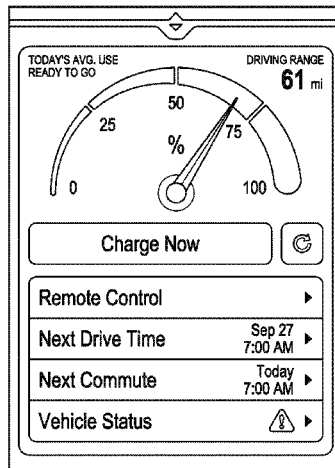 TODAY'S AVG. USE
READY TO GO
DRIVING RANGE
61 mi
0
25
50
75
100
%
Charge Now
Remote Control
Next Drive Time
Sep 27
7:00 AM
Next Commute
Today
7:00 AM
Vehicle Status